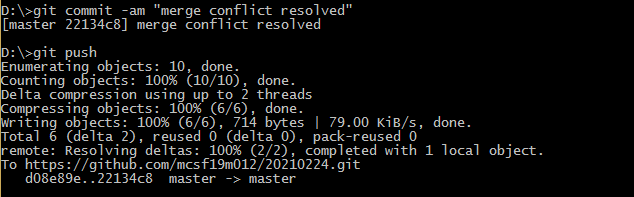 D:\>git commit -am "merge conflict resolved"
[master 22134c8] merge conflict resolved
D:\>git push
Enumerating objects: 10, done.
Counting objects: 100% (10/10), done.
Delta compression using up to 2 threads
Compressing objects: 100% (6/6), done.
Writing objects: 100% (6/6), 714 bytes | 79.00 KiB/s, done.
Total 6 (delta 2), reused 0 (delta 0), pack-reused 0
remote: Resolving deltas: 100% (2/2), completed with 1 local object.
To https://github.com/mcsf19m012/20210224.git
   d08e89e..22134c8  master -> master